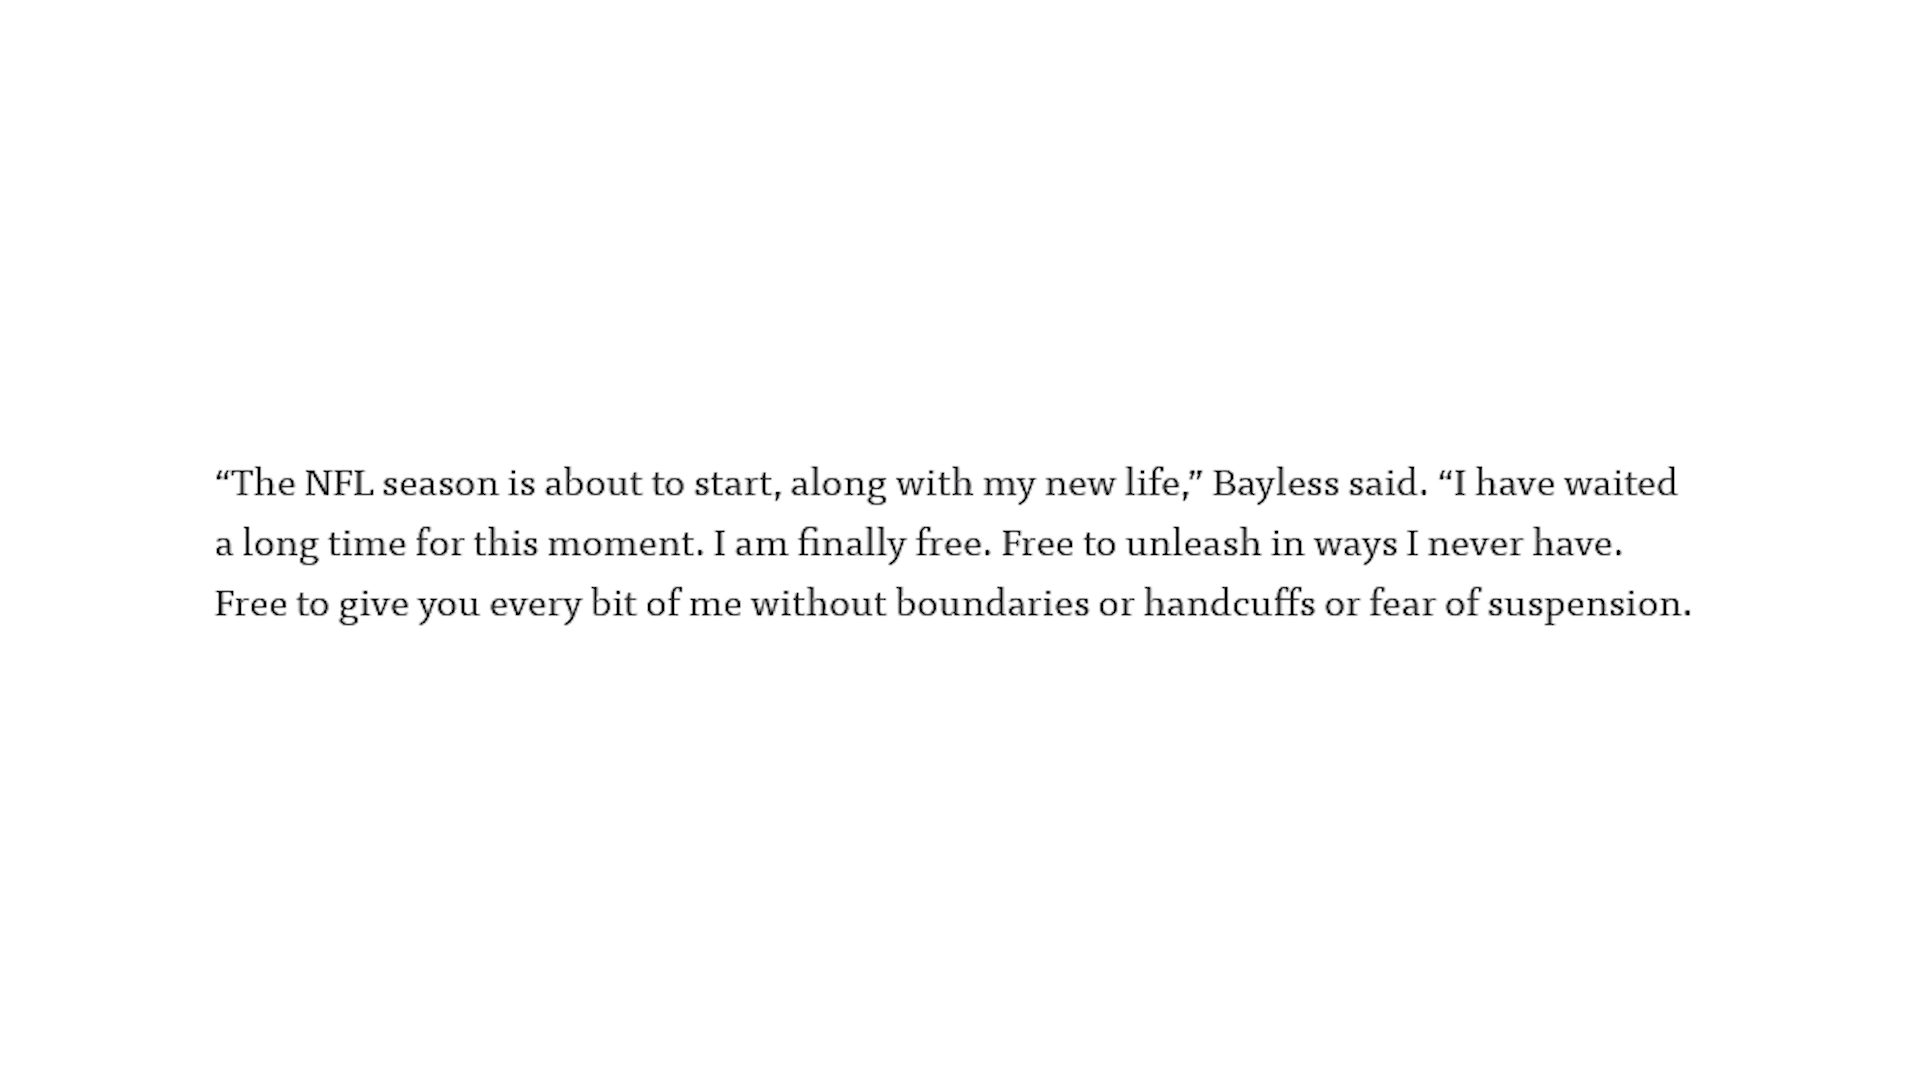 “The NFL season is about to start, along with my new life,” Bayless said. “I have waited
a long time for this moment. I am finally free. Free to unleash in ways I never have.
Free to give you every bit of me without boundaries or handcuffs or fear of suspension.